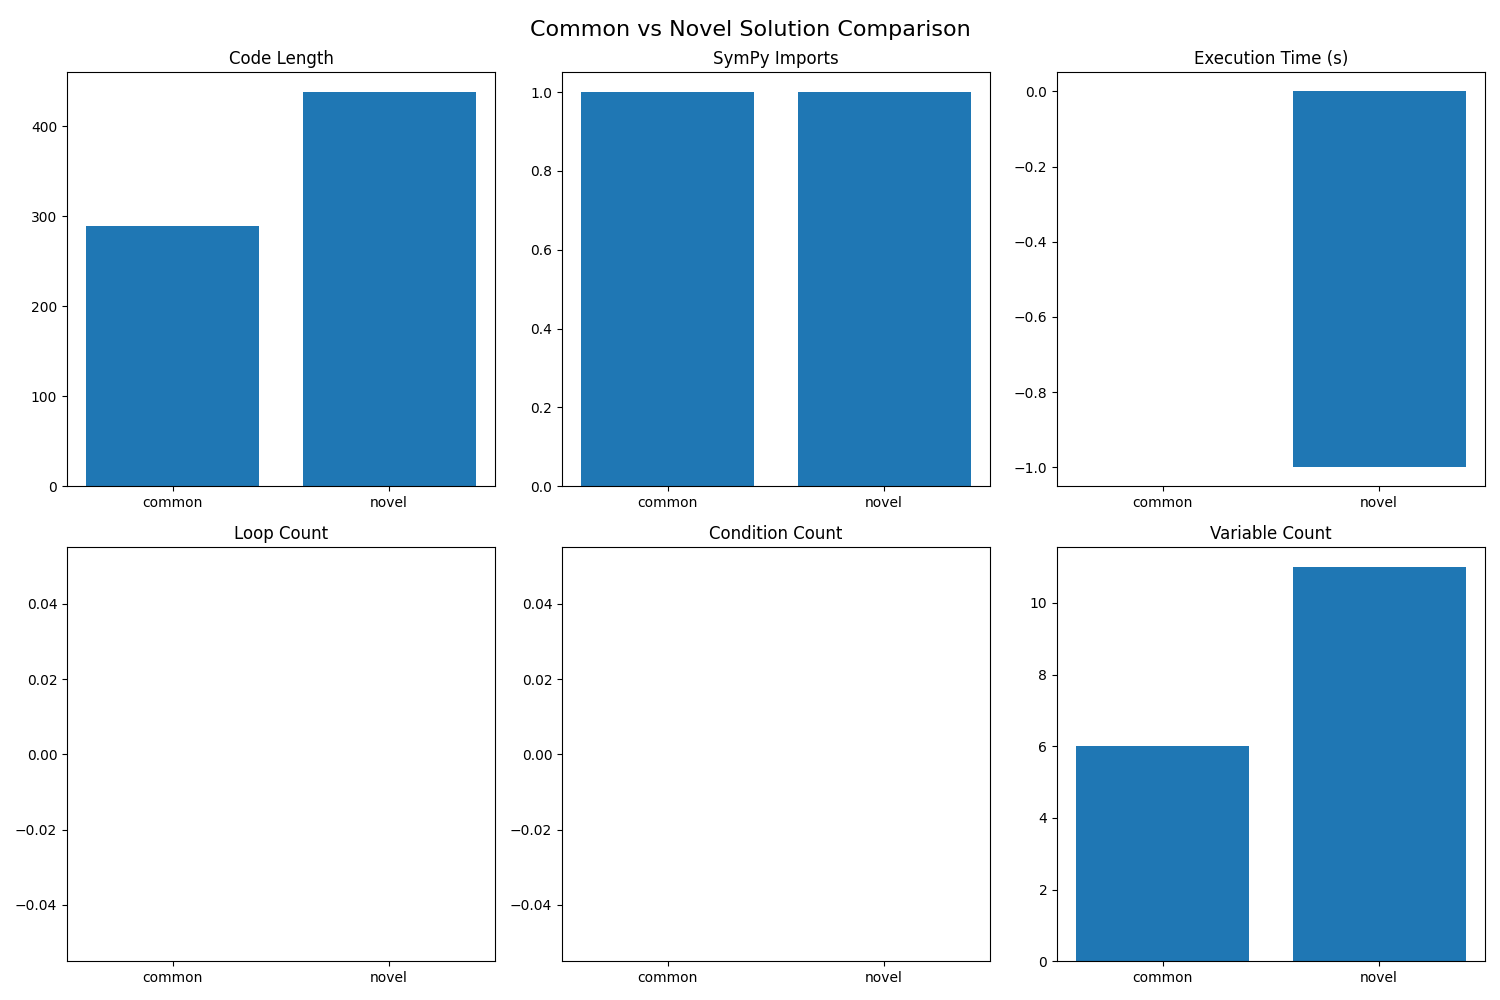 Common vs Novel Solution Comparison
Code Length
400
300
200
100
0
common novel
SymPy Imports
1.0
0.8
0.6
0.4
0.2
0.0
common novel
Execution Time (s)
0.0
−0.2
−0.4
−0.6
−0.8
−1.0
common novel
Loop Count
0.04
0.02
0.00
−0.02
−0.04
common novel
Condition Count
0.04
0.02
0.00
−0.02
−0.04
common novel
Variable Count
10
8
6
4
2
0
common novel